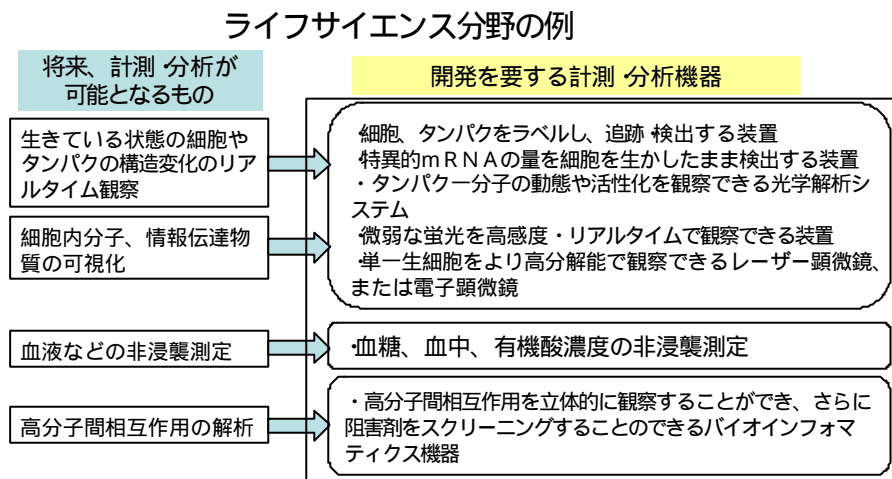 ライフサイエンス分野の例
将来、計測・分析が
可能となるもの
開発を要する計測・分析機器
生きている状態の細胞や
タンパクの構造変化のリア
ルタイム観察
細胞内分子、情報伝達物
質の可視化
・細胞、タンパクをラベルし、追跡・検出する装置
・特異的mRNAの量を細胞を生かしたまま検出する装置
・タンパク一分子の動態や活性化を観察できる光学解析シ
ステム
・微弱な蛍光を高感度・リアルタイムで観察できる装置
・単一生細胞をより高分解能で観察できるレーザー顕微鏡、
または電子顕微鏡
血液などの非浸襲測定
・血糖、血中、有機酸濃度の非浸襲測定
高分子間相互作用の解析
・高分子間相互作用を立体的に観察することができ、さらに
阻害剤をスクリーニングすることのできるバイオインフォマ
ティクス機器